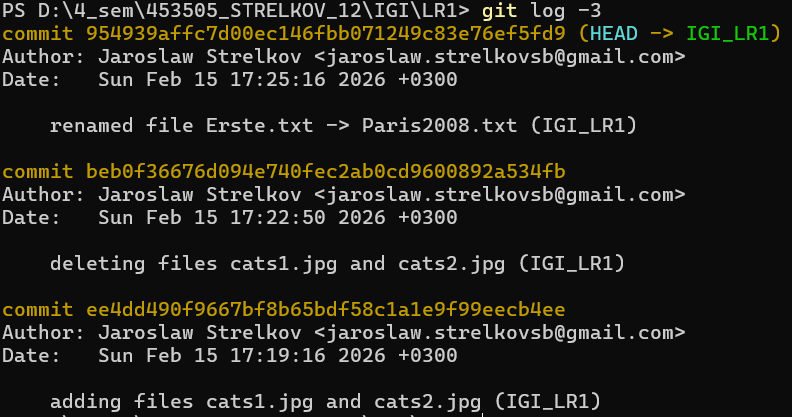 PS D:\4_sem\453505_STRELKOV_12\IGI\LR1> git log -3
commit 954939affc7d00ec146fbb071249c83e76ef5fd9 (HEAD -> IGI_LR1)
Author: Jaroslaw Strelkov <jaroslaw.strelkovsb@gmail.com>
Date:   Sun Feb 15 17:25:16 2026 +0300
renamed file Erste.txt -> Paris2008.txt (IGI_LR1)
commit beb0f36676d094e740fec2ab0cd9600892a534fb
Author: Jaroslaw Strelkov <jaroslaw.strelkovsb@gmail.com>
Date:   Sun Feb 15 17:22:50 2026 +0300
deleting files cats1.jpg and cats2.jpg (IGI_LR1)
commit ee4dd490f9667bf8b65bdf58c1a1e9f99eecb4ee
Author: Jaroslaw Strelkov <jaroslaw.strelkovsb@gmail.com>
Date:   Sun Feb 15 17:19:16 2026 +0300
adding files cats1.jpg and cats2.jpg (IGI_LR1)